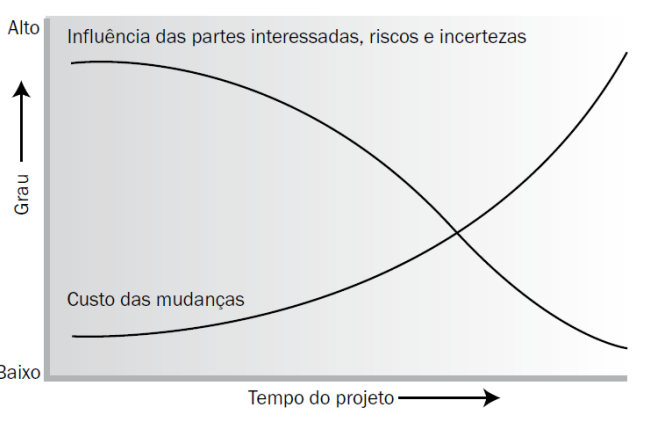 Alto
Influência das partes interessadas, riscos e incertezas
Grau
Custo das mudanças
Baixo
Tempo do projeto